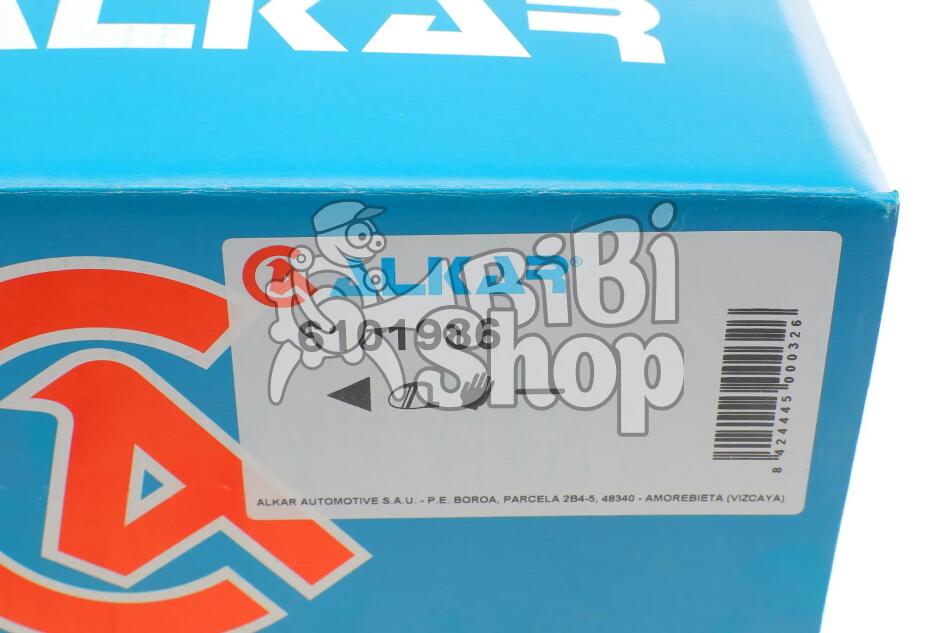 ALKAR
ALKAR®
6101986
BiBi
Shop
8 424445 000326
ALKAR AUTOMOTIVE S.A.U. - P.E. BOROA, PARCELA 2B4-5, 48340 - AMOREBIETA (VIZCAYA)